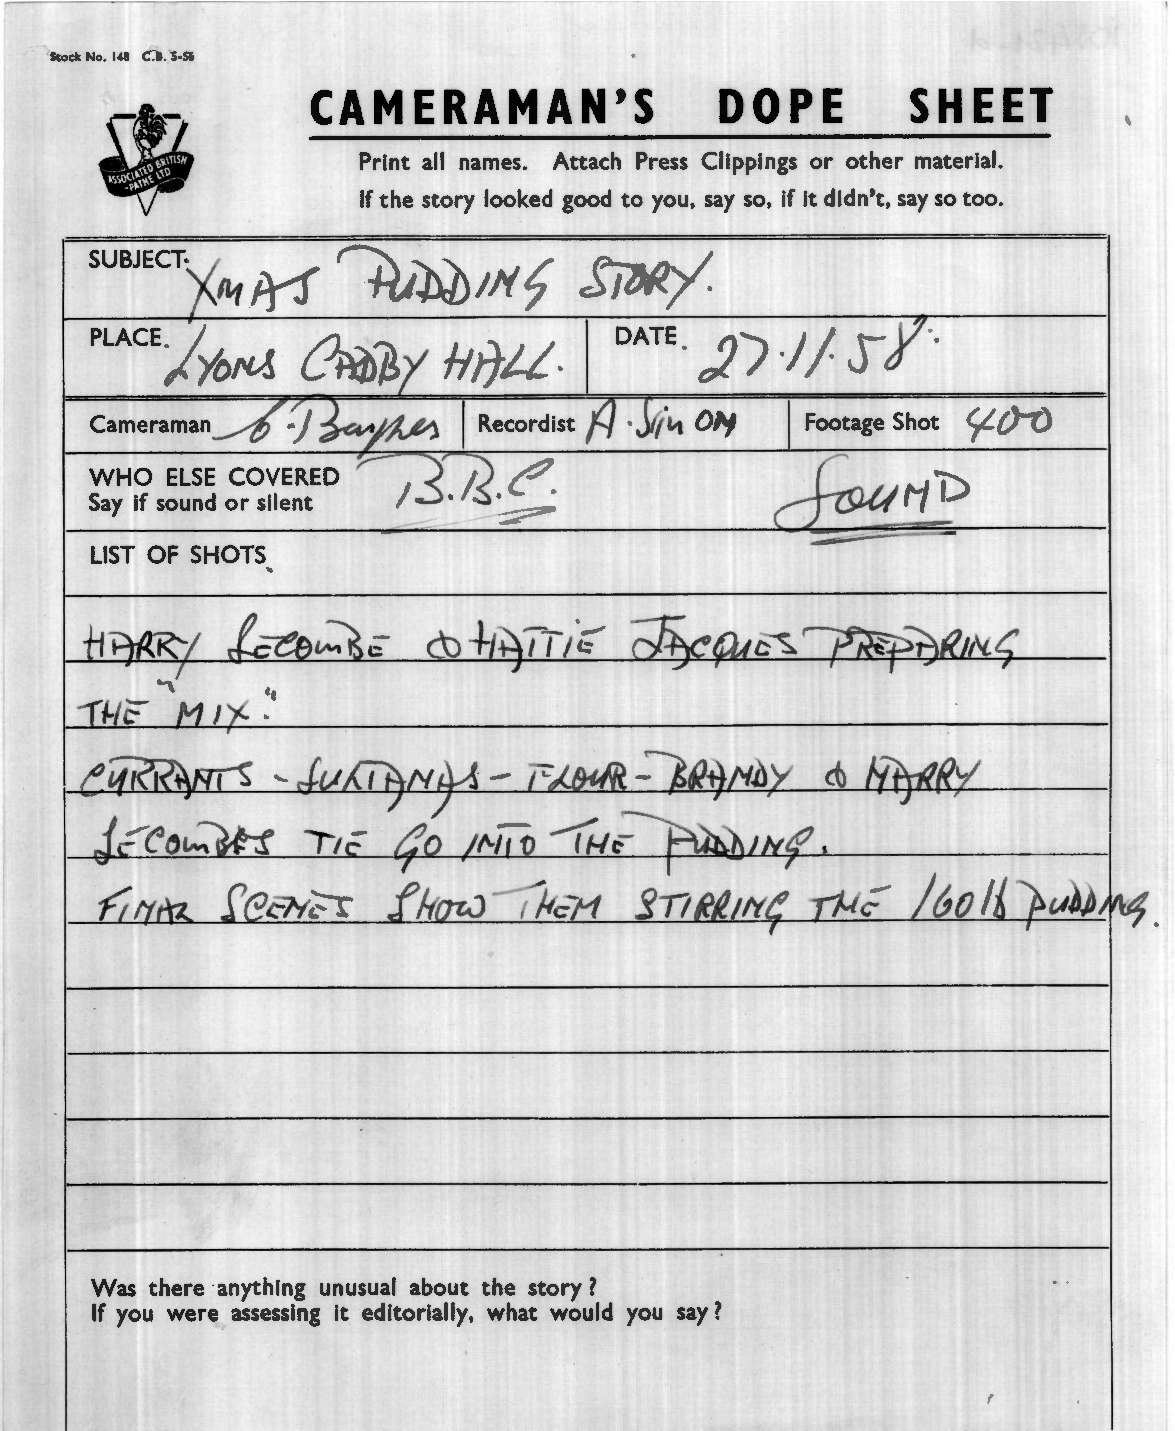 Stock No. 148 C.B. 5-56
CAMERAMAN'S DOPE SHEET
ASSOCIATED BRITISH
-PATHE LTD
Print all names. Attach Press Clippings or other material.
If the story looked good to you, say so, if it didn't, say so too.
SUBJECT. XMAS PUDDING STORY.
PLACE. LYONS CADBY HALL. DATE. 27.11.58.
Cameraman Recordist A. Simon Footage Shot 400
WHO ELSE COVERED B.B.C. SOUND
Say if sound or silent
LIST OF SHOTS
HARRY SECOMBE & HATTIE JACQUES PREPARING
THE "MIX."
CURRANTS - SULTANAS - FLOUR - BRANDY & HARRY
SECOMBES TIE GO INTO THE PUDDING.
FINAL SCENES SHOW THEM STIRRING THE 160lb PUDDING.
Was there anything unusual about the story?
If you were assessing it editorially, what would you say?